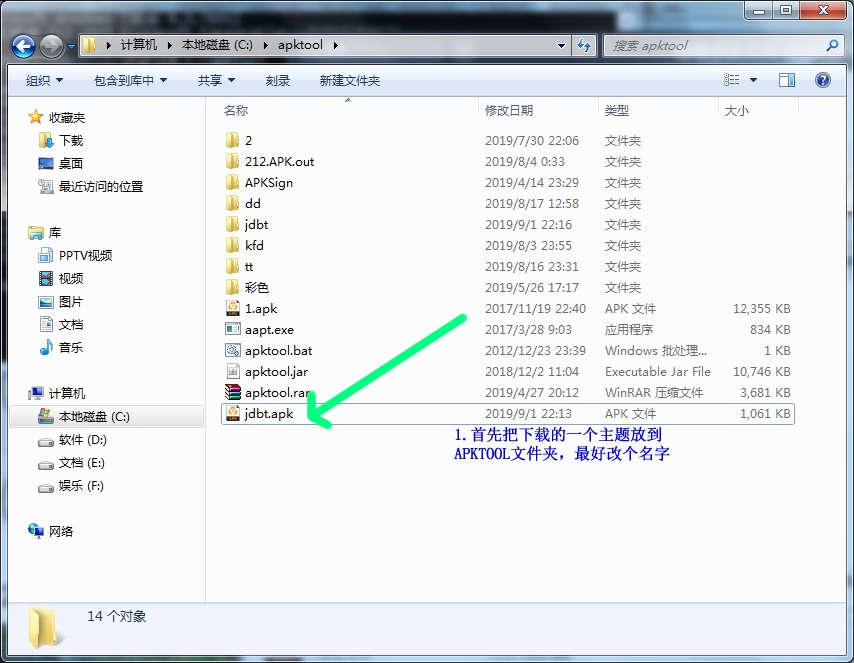 计算机 ▸ 本地磁盘 (C:) ▸ apktool ▸
搜索 apktool
组织 包含到库中 共享 刻录 新建文件夹
收藏夹
下载
桌面
最近访问的位置
库
PPTV视频
视频
图片
文档
音乐
计算机
本地磁盘 (C:)
软件 (D:)
文档 (E:)
娱乐 (F:)
网络
名称 修改日期 类型 大小
2 2019/7/30 22:06 文件夹
212.APK.out 2019/8/4 0:33 文件夹
APKSign 2019/4/14 23:29 文件夹
dd 2019/8/17 12:58 文件夹
jdbt 2019/9/1 22:16 文件夹
kfd 2019/8/3 23:55 文件夹
tt 2019/8/16 23:31 文件夹
彩色 2019/5/26 17:17 文件夹
1.apk 2017/11/19 22:40 APK 文件 12,355 KB
aapt.exe 2017/3/28 9:03 应用程序 834 KB
apktool.bat 2012/12/23 23:39 Windows 批处理... 1 KB
apktool.jar 2018/12/2 11:04 Executable Jar File 10,746 KB
apktool.rar 2019/4/27 20:12 WinRAR 压缩文件 3,681 KB
jdbt.apk 2019/9/1 22:13 APK 文件 1,061 KB
1.首先把下载的一个主题放到
APKTOOL文件夹，最好改个名字
14 个对象